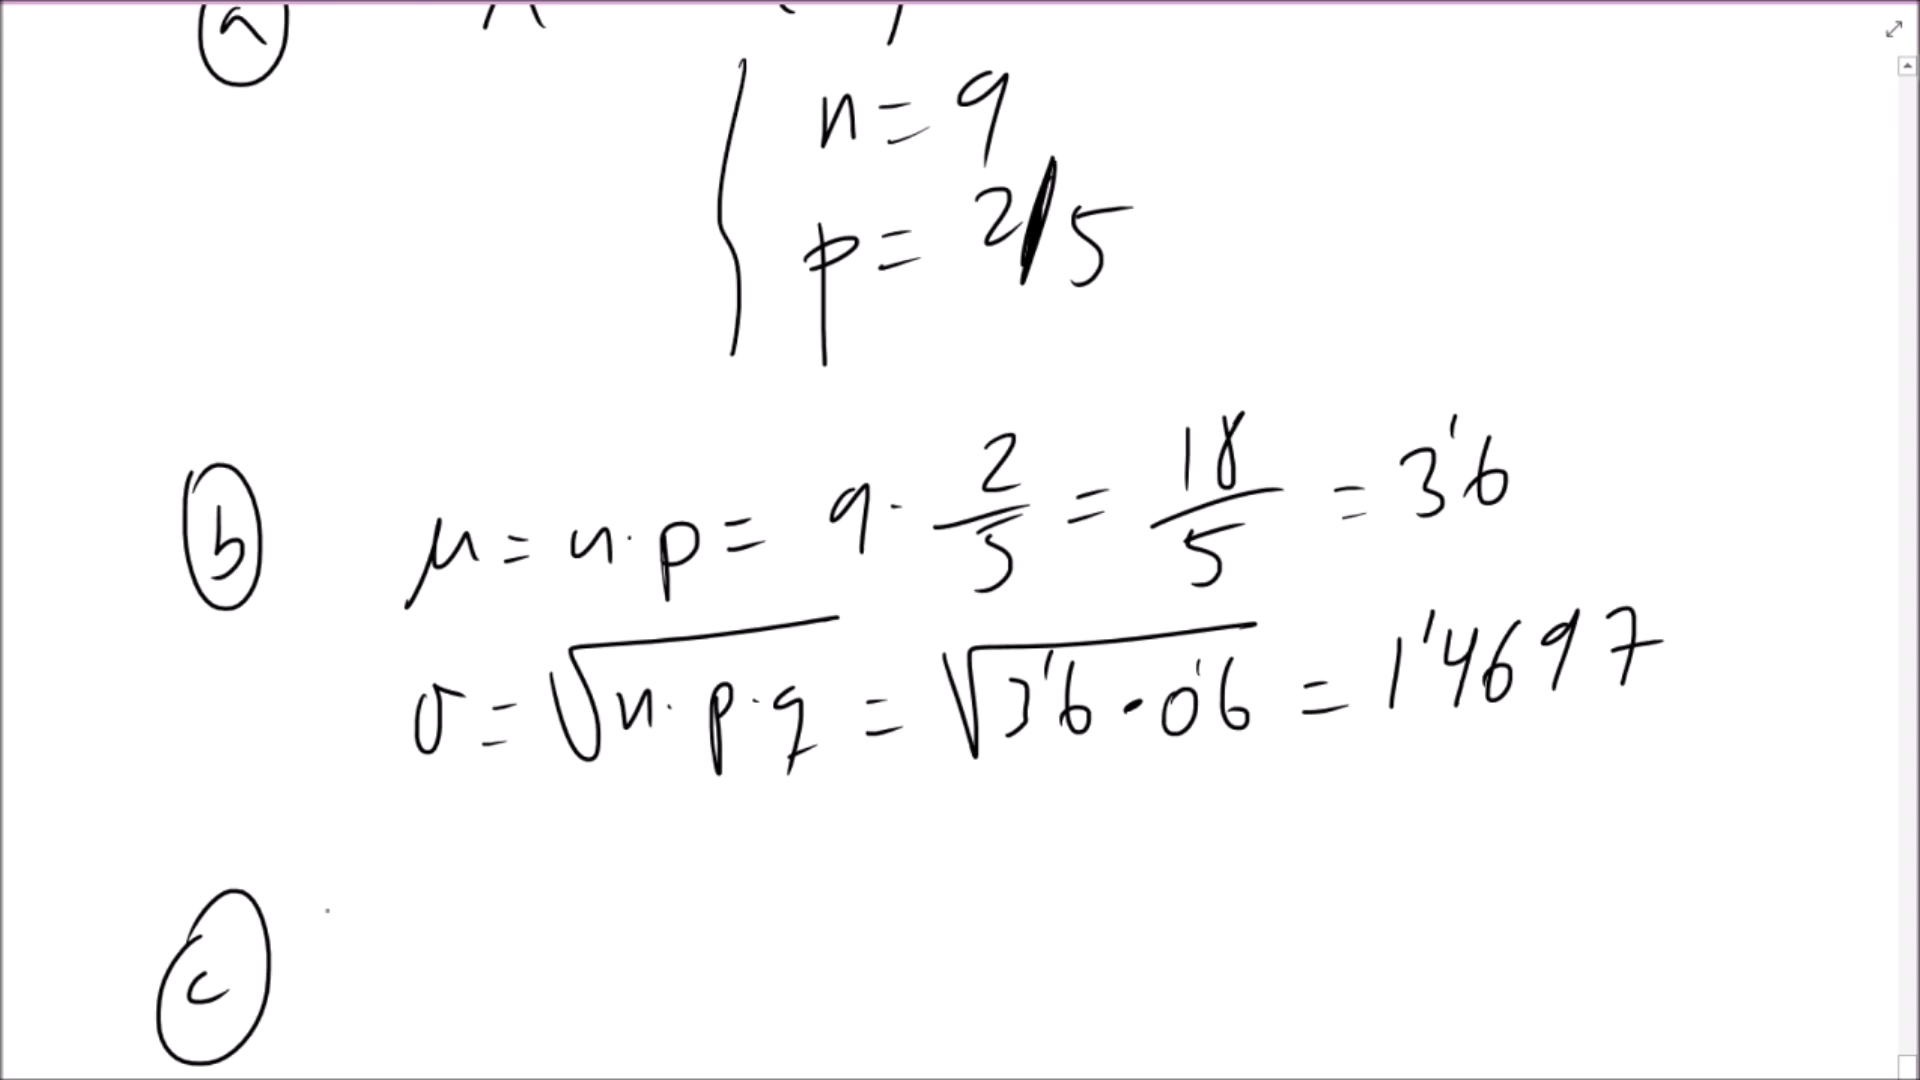 a
n = 9
p = 2/5
b μ = n · p = 9 · 2/5 = 18/5 = 3'6
σ = √(n · p · q) = √(3'6 · 0'6) = 1'4697
c